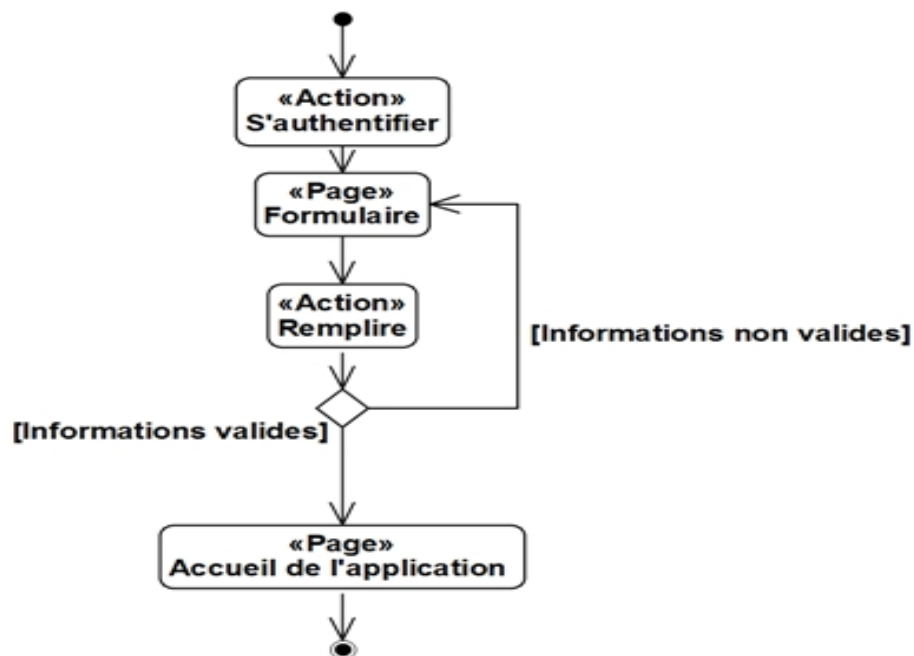 «Action»
S'authentifier
«Page»
Formulaire
«Action»
Remplire
[Informations non valides]
[Informations valides]
«Page»
Accueil de l'application